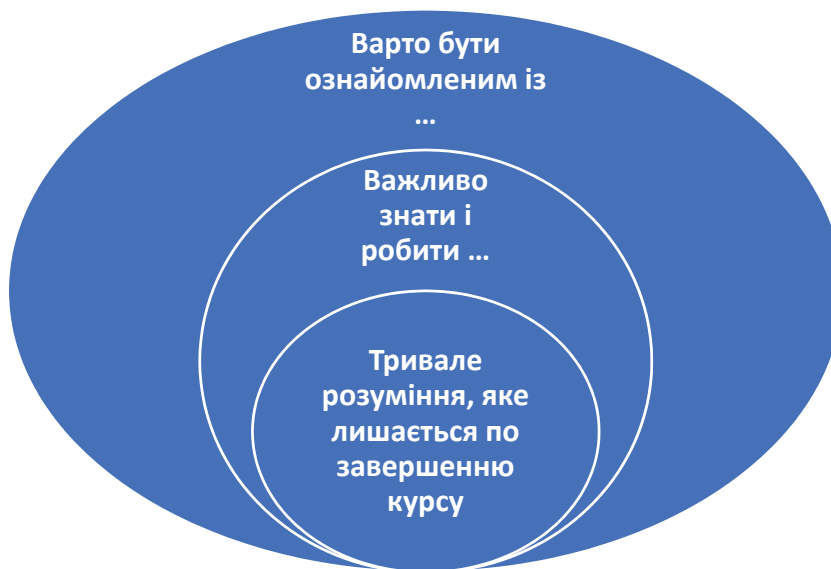 Варто бути
ознайомленим із
…
Важливо
знати і
робити …
Тривале
розуміння, яке
лишається по
завершенню
курсу